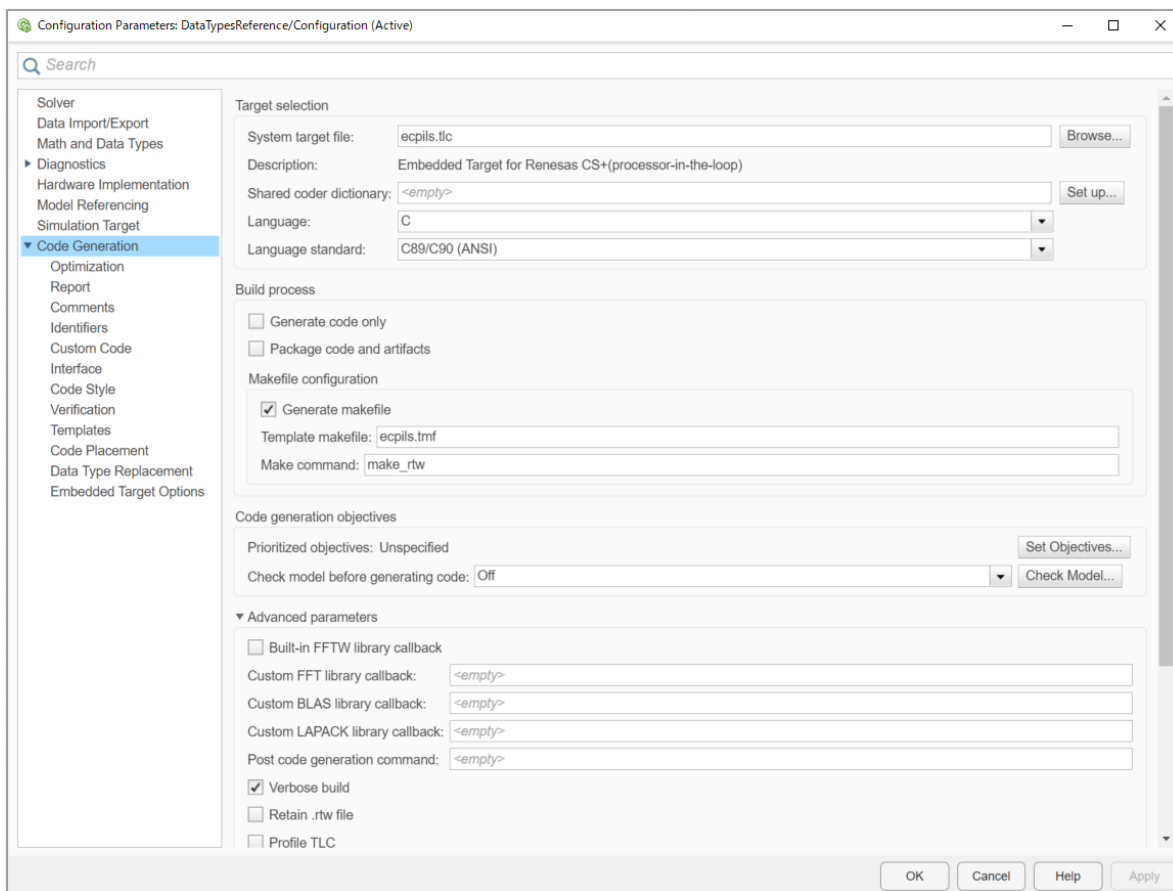 Configuration Parameters: DataTypesReference/Configuration (Active)
Search
Solver
Data Import/Export
Math and Data Types
Diagnostics
Hardware Implementation
Model Referencing
Simulation Target
Code Generation
Optimization
Report
Comments
Identifiers
Custom Code
Interface
Code Style
Verification
Templates
Code Placement
Data Type Replacement
Embedded Target Options
Target selection
System target file: ecpils.tlc Browse...
Description: Embedded Target for Renesas CS+(processor-in-the-loop)
Shared coder dictionary: <empty> Set up...
Language: C
Language standard: C89/C90 (ANSI)
Build process
Generate code only
Package code and artifacts
Makefile configuration
Generate makefile
Template makefile: ecpils.tmf
Make command: make_rtw
Code generation objectives
Prioritized objectives: Unspecified Set Objectives...
Check model before generating code: Off Check Model...
Advanced parameters
Built-in FFTW library callback
Custom FFT library callback: <empty>
Custom BLAS library callback: <empty>
Custom LAPACK library callback: <empty>
Post code generation command: <empty>
Verbose build
Retain .rtw file
Profile TLC
OK Cancel Help Apply